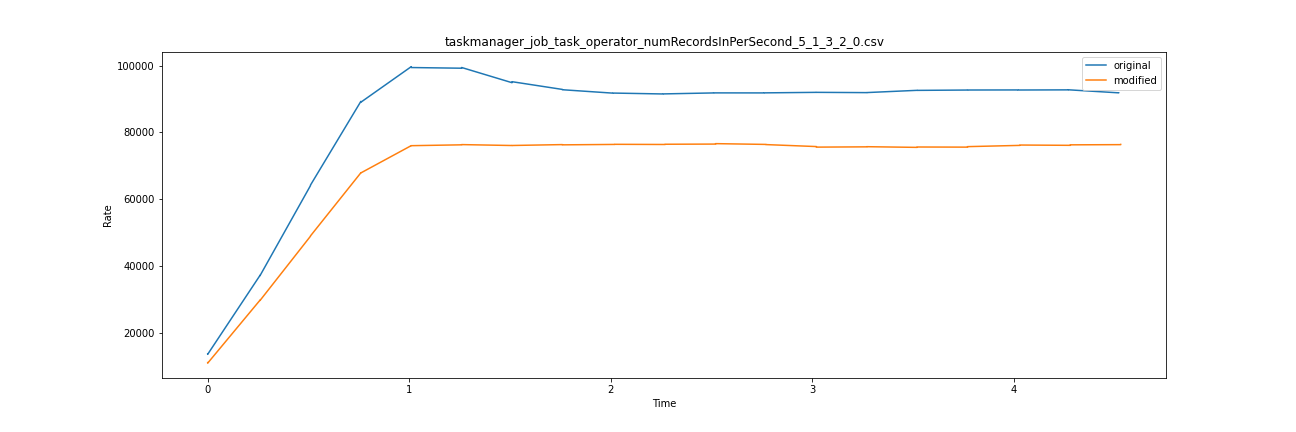 taskmanager_job_task_operator_numRecordsInPerSecond_5_1_3_2_0.csv
original
modified
100000
80000
60000
40000
20000
Rate
0 1 2 3 4
Time